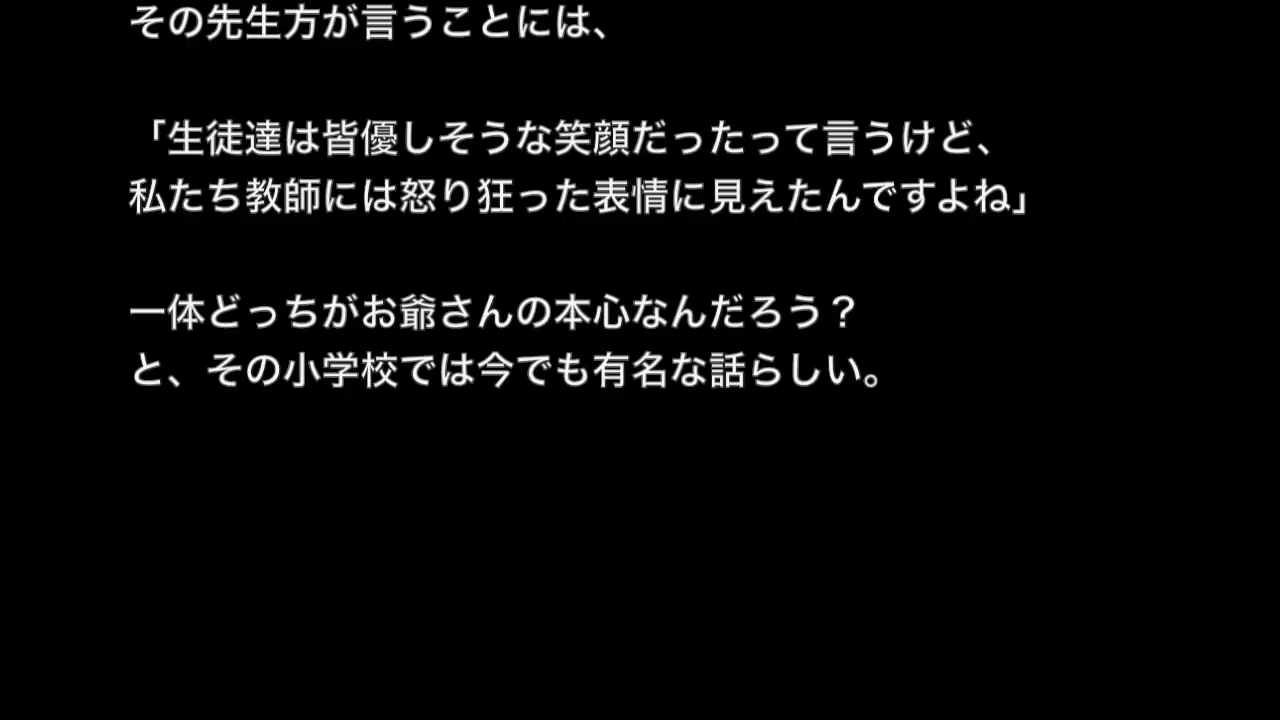 その先生方が言うことには、
「生徒達は皆優しそうな笑顔だったって言うけど、
私たち教師には怒り狂った表情に見えたんですよね」
一体どっちがお爺さんの本心なんだろう？
と、その小学校では今でも有名な話らしい。